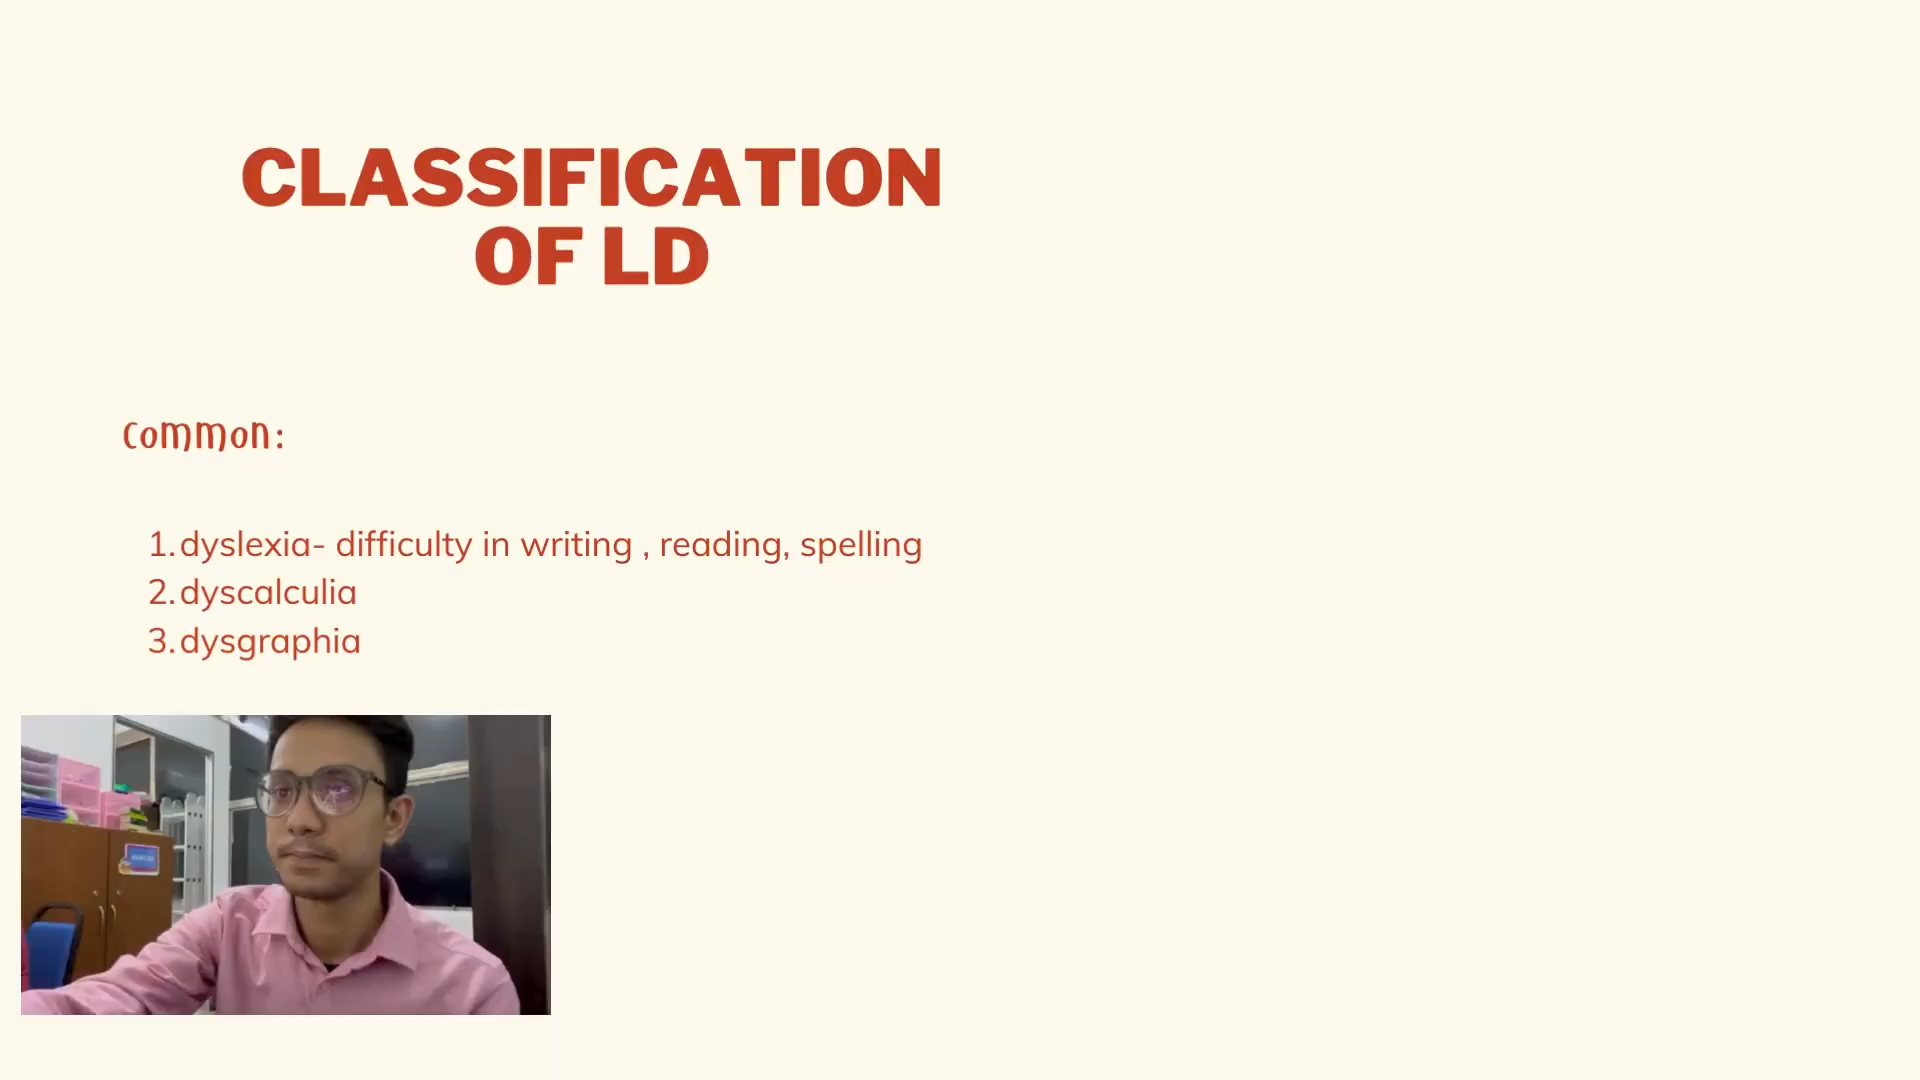 CLASSIFICATION
OF LD
common:
1. dyslexia- difficulty in writing , reading, spelling
2. dyscalculia
3. dysgraphia